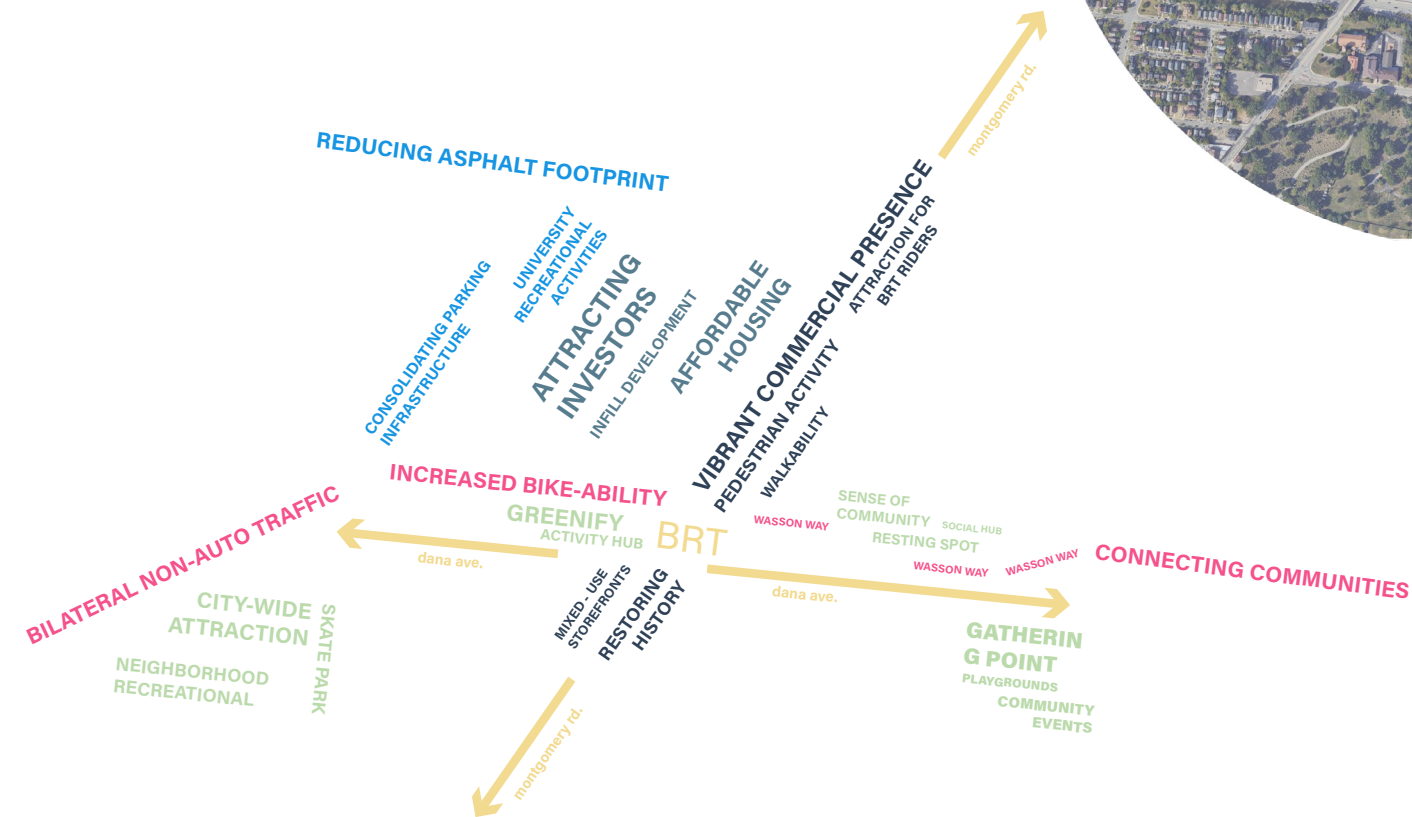 montgomery rd.
REDUCING ASPHALT FOOTPRINT
UNIVERSITY
RECREATIONAL
ACTIVITIES
CONSOLIDATING PARKING
INFRASTRUCTURE
ATTRACTING
INVESTORS
INFILL DEVELOPMENT
AFFORDABLE
HOUSING
VIBRANT COMMERCIAL PRESENCE
ATTRACTION FOR
BRT RIDERS
PEDESTRIAN ACTIVITY
WALKABILITY
INCREASED BIKE-ABILITY
BILATERAL NON-AUTO TRAFFIC
GREENIFY
ACTIVITY HUB
BRT
WASSON WAY
SENSE OF
COMMUNITY
SOCIAL HUB
RESTING SPOT
WASSON WAY
WASSON WAY
CONNECTING COMMUNITIES
dana ave.
dana ave.
MIXED - USE
STOREFRONTS
RESTORING
HISTORY
CITY-WIDE
ATTRACTION
SKATE PARK
NEIGHBORHOOD
RECREATIONAL
GATHERIN
G POINT
PLAYGROUNDS
COMMUNITY
EVENTS
montgomery rd.